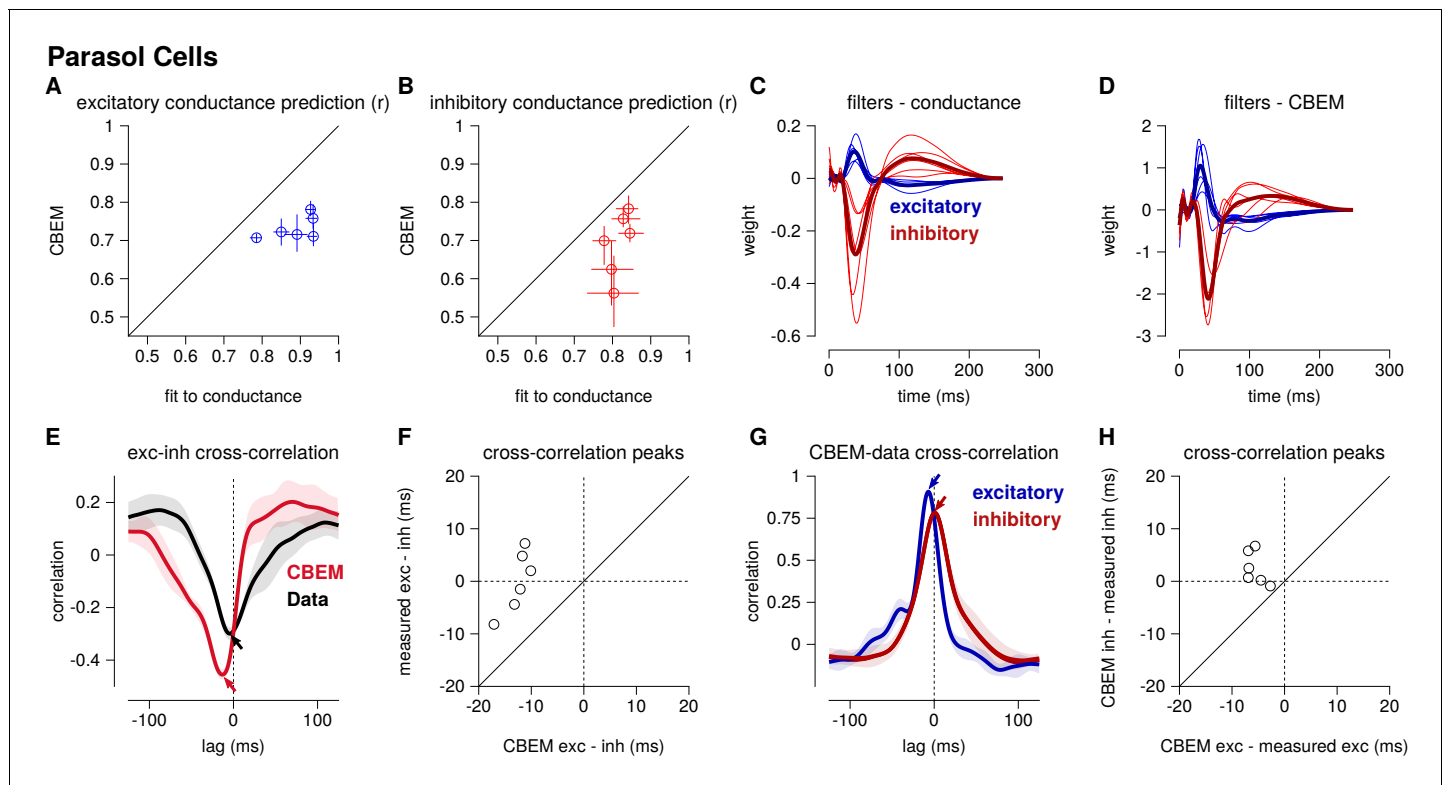 Parasol Cells
A
excitatory conductance prediction (r)
1
0.9
0.8
0.7
0.6
0.5
CBEM
0.5 0.6 0.7 0.8 0.9 1
fit to conductance
B
inhibitory conductance prediction (r)
1
0.9
0.8
0.7
0.6
0.5
CBEM
0.5 0.6 0.7 0.8 0.9 1
fit to conductance
C
filters - conductance
0.2
0
-0.2
-0.4
-0.6
weight
excitatory
inhibitory
0 100 200 300
time (ms)
D
filters - CBEM
2
1
0
-1
-2
-3
weight
0 100 200 300
time (ms)
E
exc-inh cross-correlation
0.2
0
-0.2
-0.4
correlation
CBEM
Data
-100 0 100
lag (ms)
F
cross-correlation peaks
20
10
0
-10
-20
measured exc - inh (ms)
-20 -10 0 10 20
CBEM exc - inh (ms)
G
CBEM-data cross-correlation
1
0.75
0.5
0.25
0
correlation
excitatory
inhibitory
-100 0 100
lag (ms)
H
cross-correlation peaks
20
10
0
-10
-20
CBEM inh - measured inh (ms)
-20 -10 0 10 20
CBEM exc - measured exc (ms)